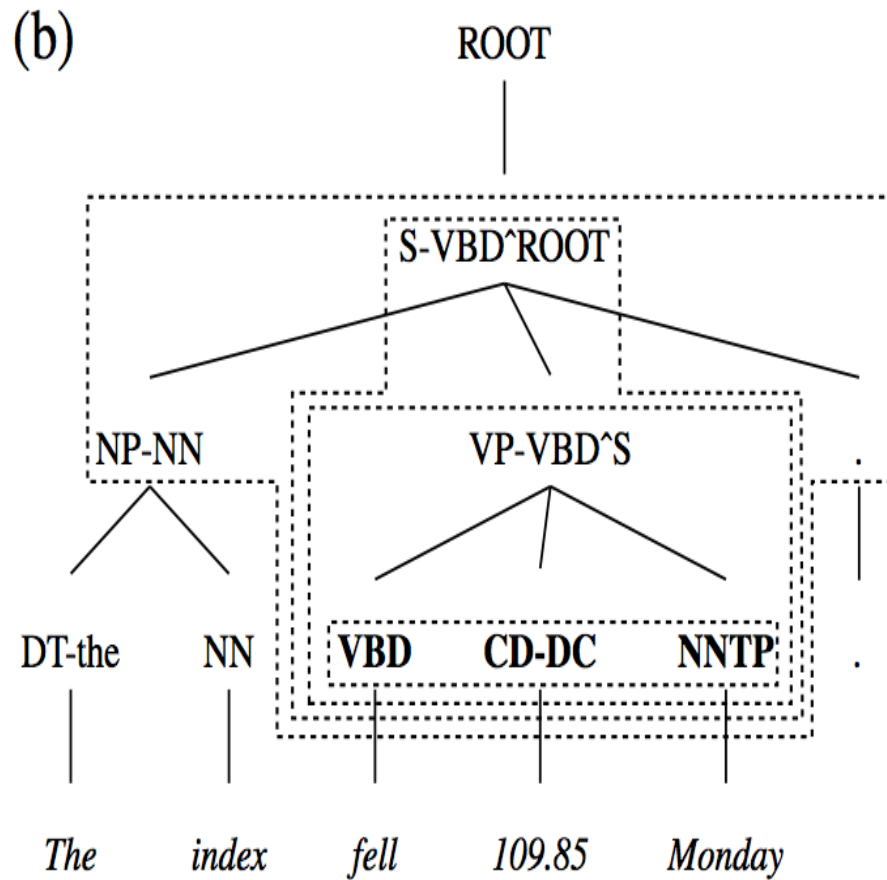 (b)
ROOT
S-VBD^ROOT
NP-NN VP-VBD^S .
DT-the NN VBD CD-DC NNTP .
The index fell 109.85 Monday